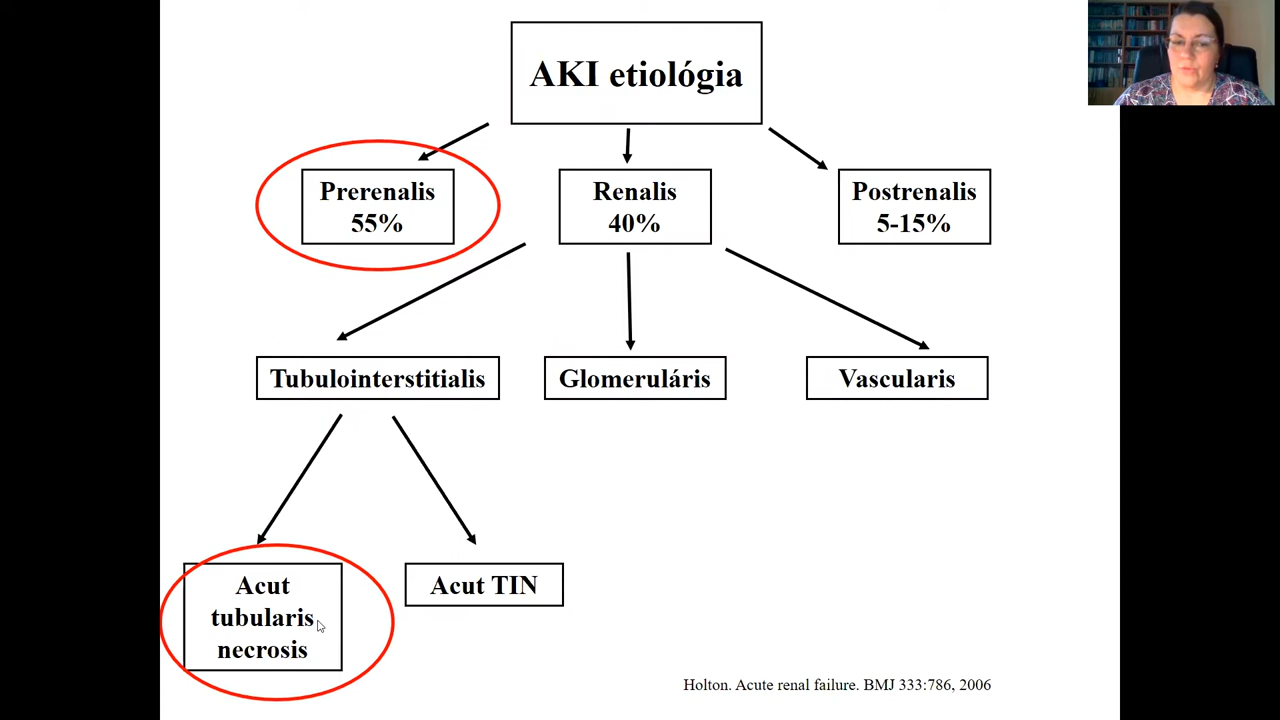 AKI etiológia
Prerenalis
55%
Renalis
40%
Postrenalis
5-15%
Tubulointerstitialis
Glomeruláris
Vascularis
Acut
tubularis
necrosis
Acut TIN
Holton. Acute renal failure. BMJ 333:786, 2006